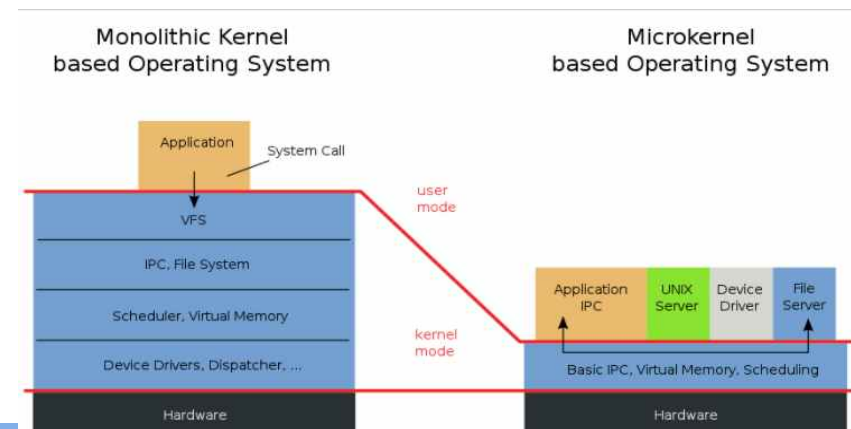 Monolithic Kernel
based Operating System
Microkernel
based Operating System
Application
System Call
user
mode
VFS
IPC, File System
Scheduler, Virtual Memory
kernel
mode
Device Drivers, Dispatcher, ...
Hardware
Application
IPC
UNIX
Server
Device
Driver
File
Server
Basic IPC, Virtual Memory, Scheduling
Hardware